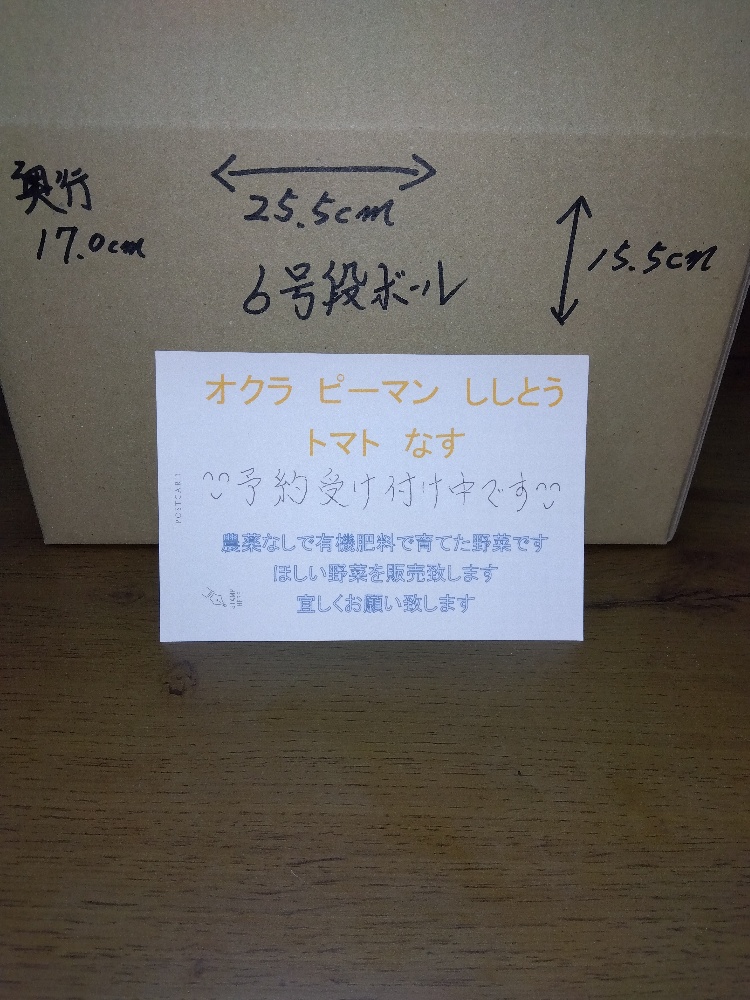 奥行
17.0cm
25.5cm
15.5cm
6号段ボール
オクラ ピーマン ししとう
トマト なす
予約受け付け中です
POSTCARD
農薬なしで有機肥料で育てた野菜です
ほしい野菜を販売致します
宜しくお願い致します